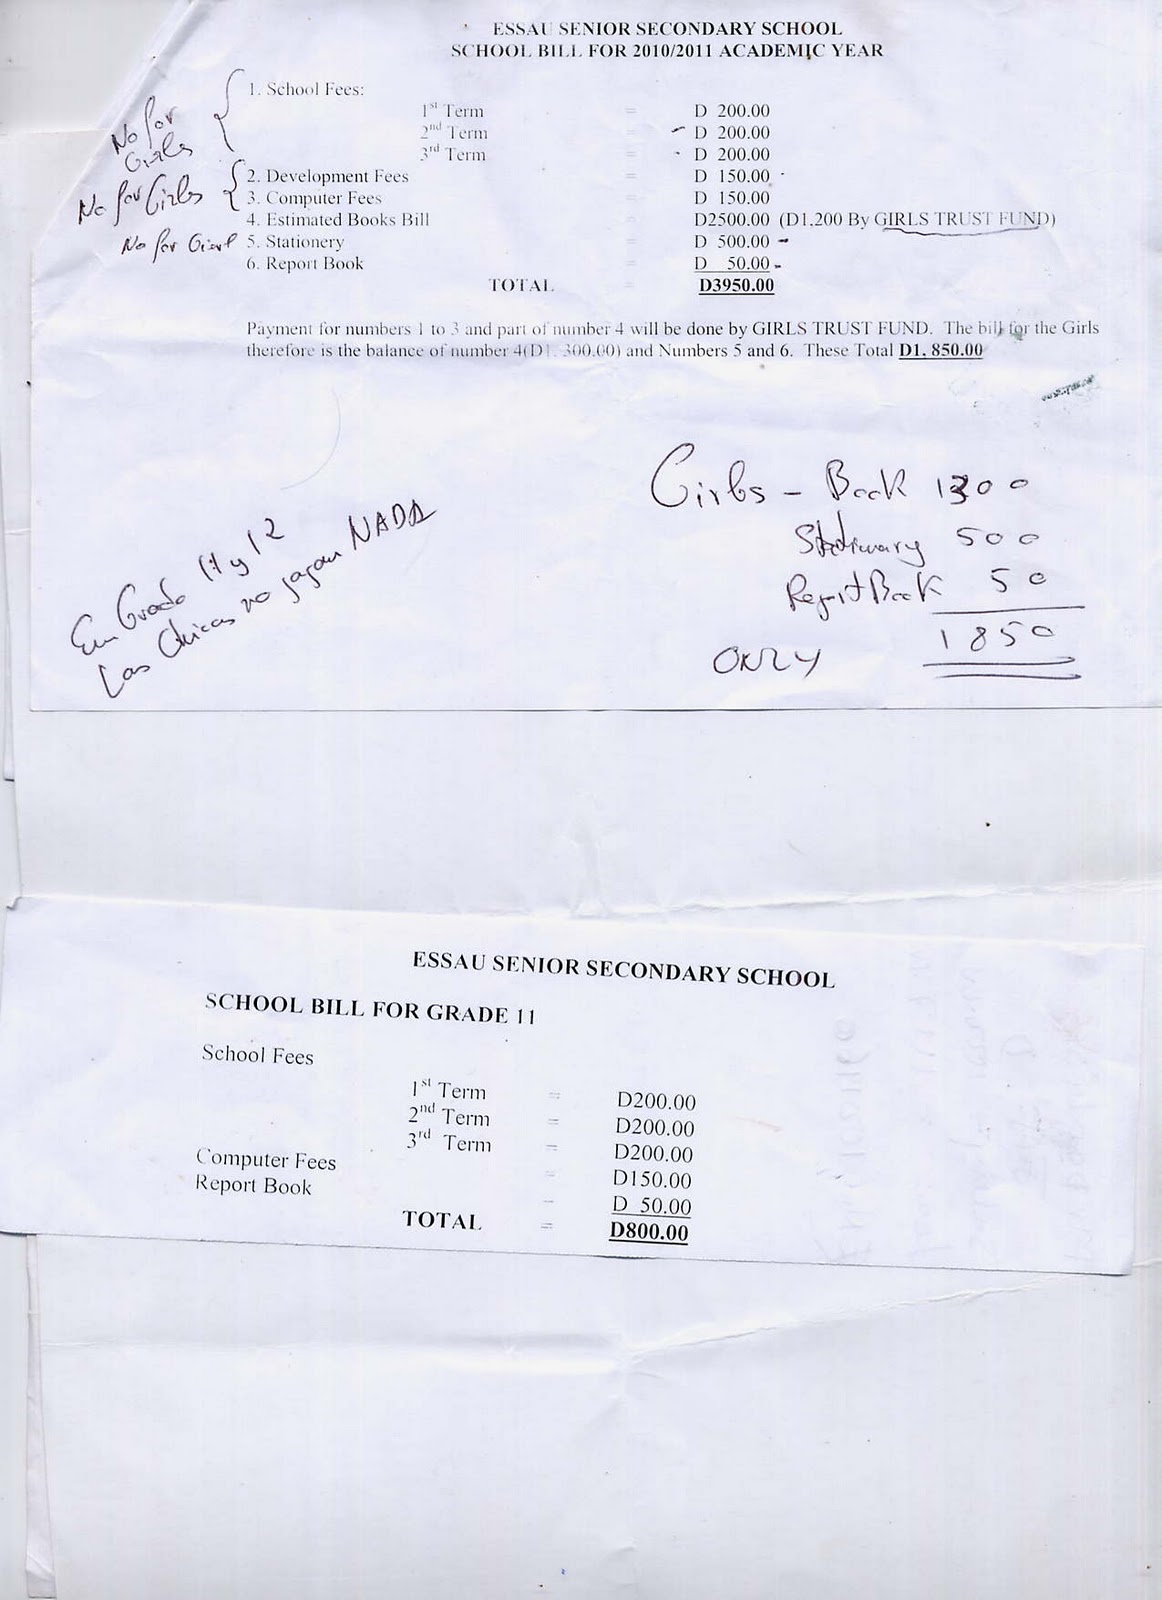 ESSAU SENIOR SECONDARY SCHOOL
SCHOOL BILL FOR 2010/2011 ACADEMIC YEAR
1. School Fees:
1st Term = D 200.00
2nd Term = D 200.00
3rd Term = D 200.00
No for
Girls
2. Development Fees = D 150.00
3. Computer Fees = D 150.00
No for Girls
4. Estimated Books Bill = D2500.00 (D1,200 By GIRLS TRUST FUND)
No for Girl 5. Stationery = D 500.00
6. Report Book = D 50.00
TOTAL = D3950.00
Payment for numbers 1 to 3 and part of number 4 will be done by GIRLS TRUST FUND. The bill for the Girls
therefore is the balance of number 4(D1, 300.00) and Numbers 5 and 6. These Total D1, 850.00
Girls - Book 1300
Stationary 500
Report Book 50
ONLY 1850
En Grado 11 y 12
Las Chicas no pagan NADA
ESSAU SENIOR SECONDARY SCHOOL
SCHOOL BILL FOR GRADE 11
School Fees
1st Term = D200.00
2nd Term = D200.00
3rd Term = D200.00
Computer Fees = D150.00
Report Book = D 50.00
TOTAL = D800.00